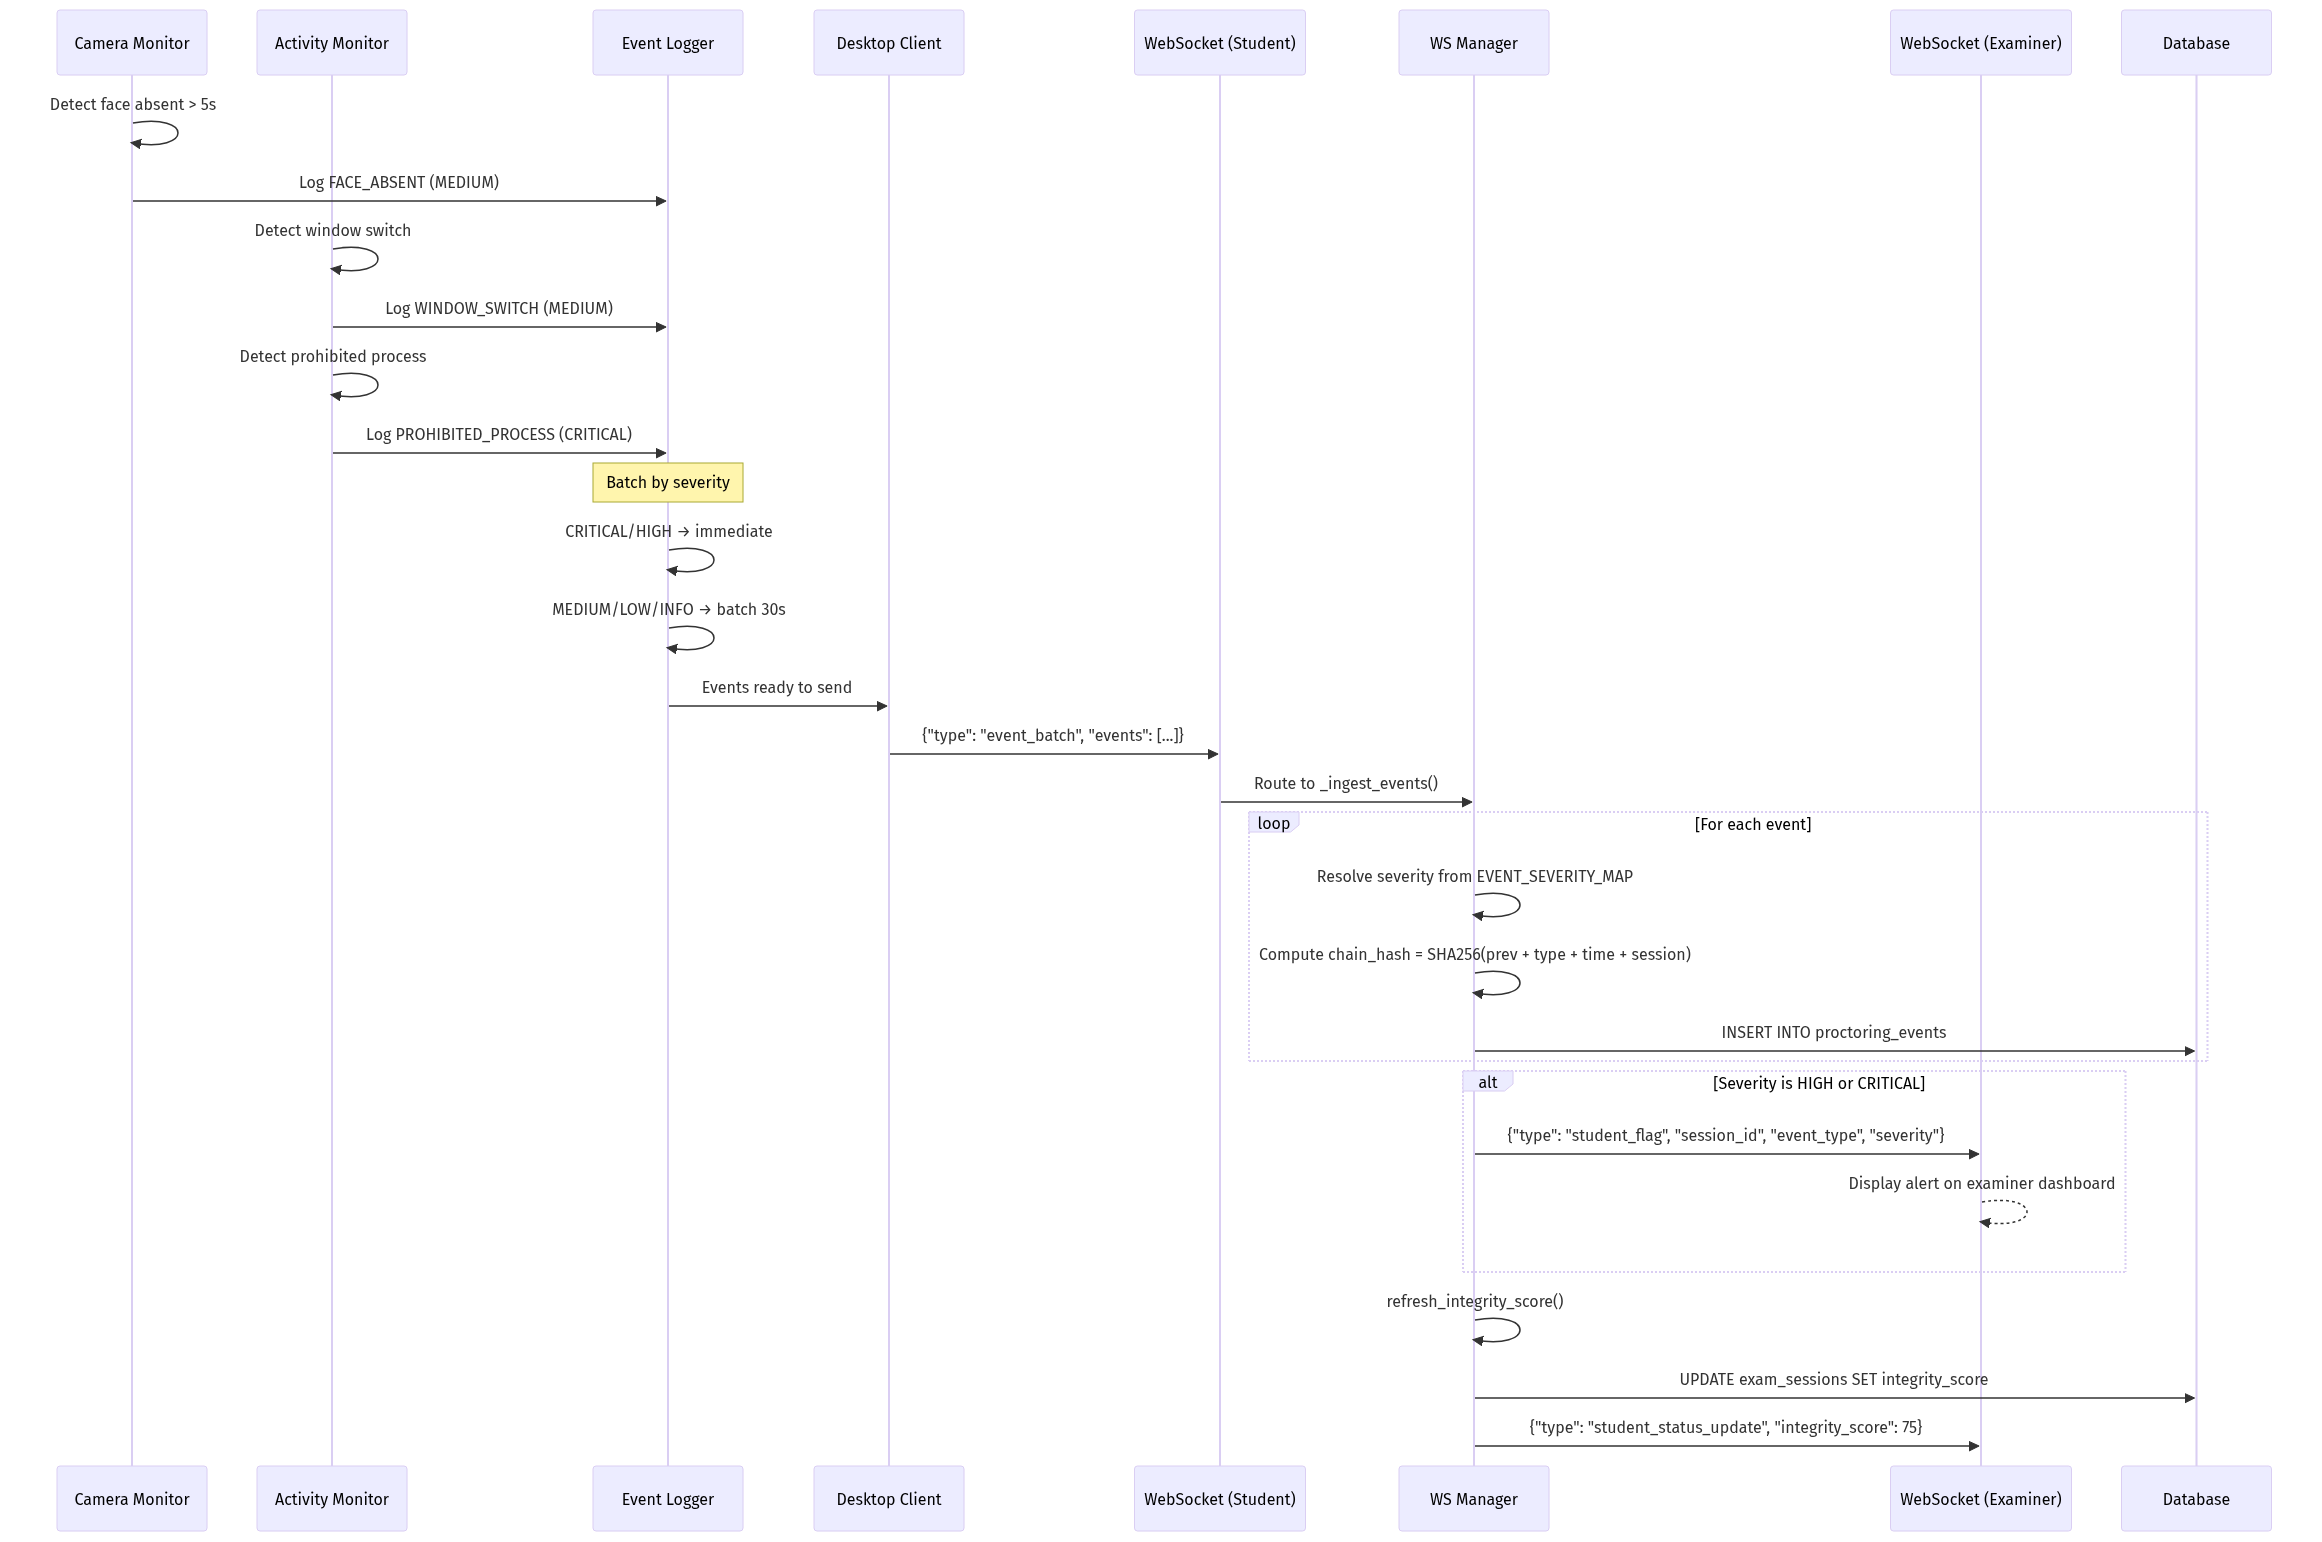 Camera Monitor
Activity Monitor
Event Logger
Desktop Client
WebSocket (Student)
WS Manager
WebSocket (Examiner)
Database
Detect face absent > 5s
Log FACE_ABSENT (MEDIUM)
Detect window switch
Log WINDOW_SWITCH (MEDIUM)
Detect prohibited process
Log PROHIBITED_PROCESS (CRITICAL)
Batch by severity
CRITICAL/HIGH → immediate
MEDIUM/LOW/INFO → batch 30s
Events ready to send
{"type": "event_batch", "events": [...]}
Route to _ingest_events()
loop
[For each event]
Resolve severity from EVENT_SEVERITY_MAP
Compute chain_hash = SHA256(prev + type + time + session)
INSERT INTO proctoring_events
alt
[Severity is HIGH or CRITICAL]
{"type": "student_flag", "session_id", "event_type", "severity"}
Display alert on examiner dashboard
refresh_integrity_score()
UPDATE exam_sessions SET integrity_score
{"type": "student_status_update", "integrity_score": 75}
Camera Monitor
Activity Monitor
Event Logger
Desktop Client
WebSocket (Student)
WS Manager
WebSocket (Examiner)
Database